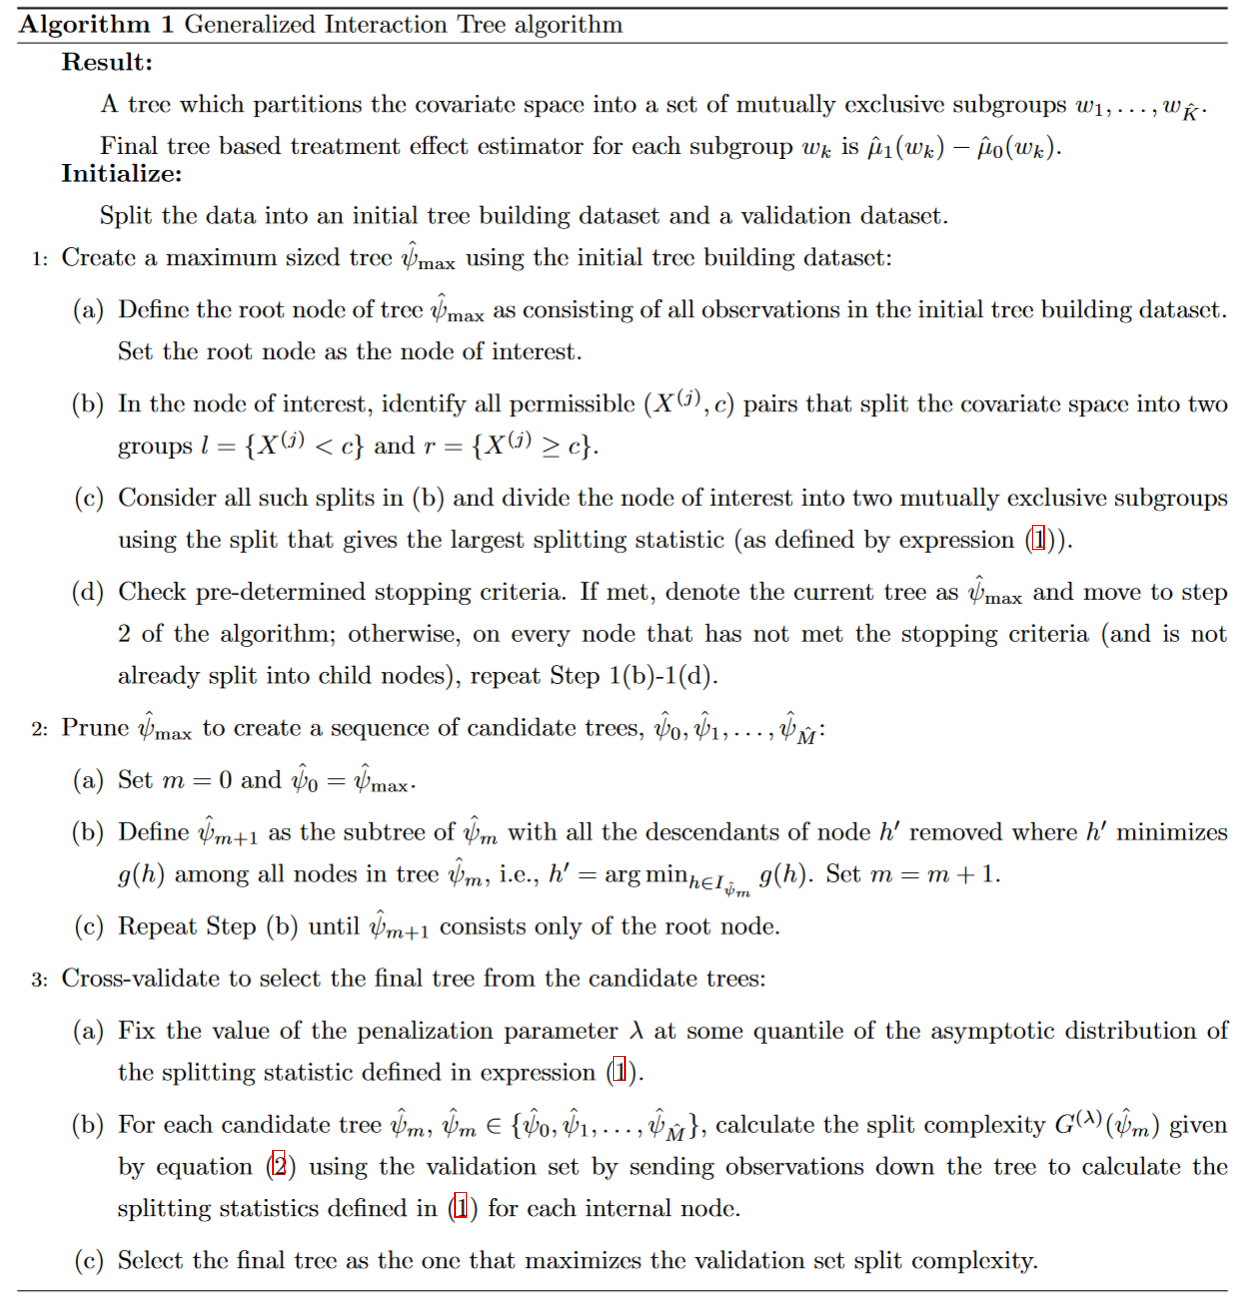 Algorithm 1 Generalized Interaction Tree algorithm
Result:
A tree which partitions the covariate space into a set of mutually exclusive subgroups $w_1, \ldots, w_{\hat{K}}$.
Final tree based treatment effect estimator for each subgroup $w_k$ is $\hat{\mu}_1(w_k) - \hat{\mu}_0(w_k)$.
Initialize:
Split the data into an initial tree building dataset and a validation dataset.
1: Create a maximum sized tree $\hat{\psi}_{\max}$ using the initial tree building dataset:
(a) Define the root node of tree $\hat{\psi}_{\max}$ as consisting of all observations in the initial tree building dataset.
Set the root node as the node of interest.
(b) In the node of interest, identify all permissible $(X^{(j)}, c)$ pairs that split the covariate space into two
groups $l = \{X^{(j)} < c\}$ and $r = \{X^{(j)} \geq c\}$.
(c) Consider all such splits in (b) and divide the node of interest into two mutually exclusive subgroups
using the split that gives the largest splitting statistic (as defined by expression (1)).
(d) Check pre-determined stopping criteria. If met, denote the current tree as $\hat{\psi}_{\max}$ and move to step
2 of the algorithm; otherwise, on every node that has not met the stopping criteria (and is not
already split into child nodes), repeat Step 1(b)-1(d).
2: Prune $\hat{\psi}_{\max}$ to create a sequence of candidate trees, $\hat{\psi}_0, \hat{\psi}_1, \ldots, \hat{\psi}_{\hat{M}}$:
(a) Set $m = 0$ and $\hat{\psi}_0 = \hat{\psi}_{\max}$.
(b) Define $\hat{\psi}_{m+1}$ as the subtree of $\hat{\psi}_m$ with all the descendants of node $h'$ removed where $h'$ minimizes
$g(h)$ among all nodes in tree $\hat{\psi}_m$, i.e., $h' = \arg\min_{h \in I_{\hat{\psi}_m}} g(h)$. Set $m = m + 1$.
(c) Repeat Step (b) until $\hat{\psi}_{m+1}$ consists only of the root node.
3: Cross-validate to select the final tree from the candidate trees:
(a) Fix the value of the penalization parameter $\lambda$ at some quantile of the asymptotic distribution of
the splitting statistic defined in expression (1).
(b) For each candidate tree $\hat{\psi}_m$, $\hat{\psi}_m \in \{\hat{\psi}_0, \hat{\psi}_1, \ldots, \hat{\psi}_{\hat{M}}\}$, calculate the split complexity $G^{(\lambda)}(\hat{\psi}_m)$ given
by equation (2) using the validation set by sending observations down the tree to calculate the
splitting statistics defined in (1) for each internal node.
(c) Select the final tree as the one that maximizes the validation set split complexity.